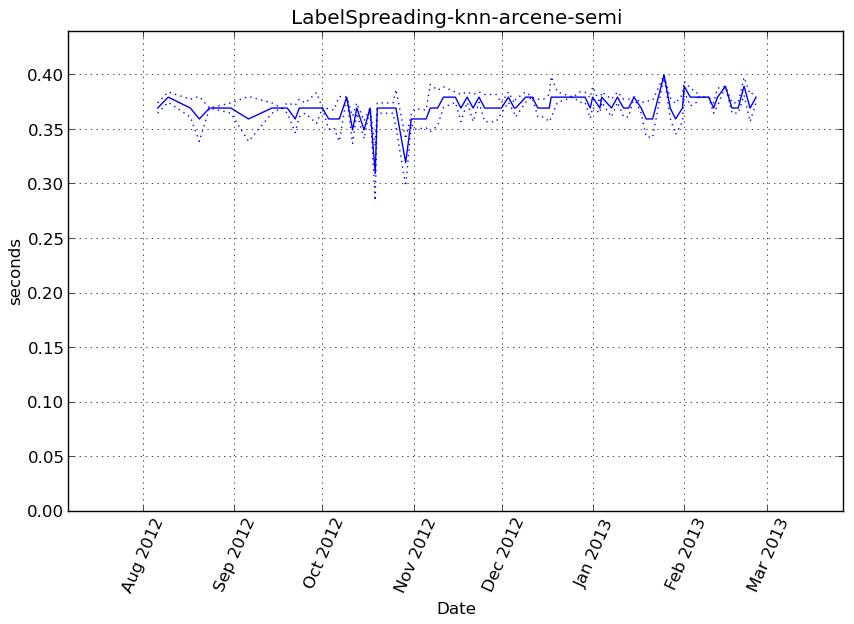 LabelSpreading-knn-arcene-semi
0.40
0.35
0.30
0.25
0.20
0.15
0.10
0.05
0.00
seconds
Aug 2012
Sep 2012
Oct 2012
Nov 2012
Dec 2012
Jan 2013
Feb 2013
Mar 2013
Date